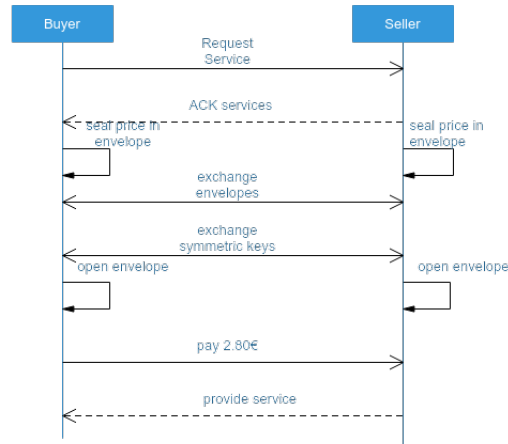 Buyer
Seller
Request
Service
ACK services
seal price in
envelope
seal price in
envelope
exchange
envelopes
exchange
symmetric keys
open envelope
open envelope
pay 2.80€
provide service